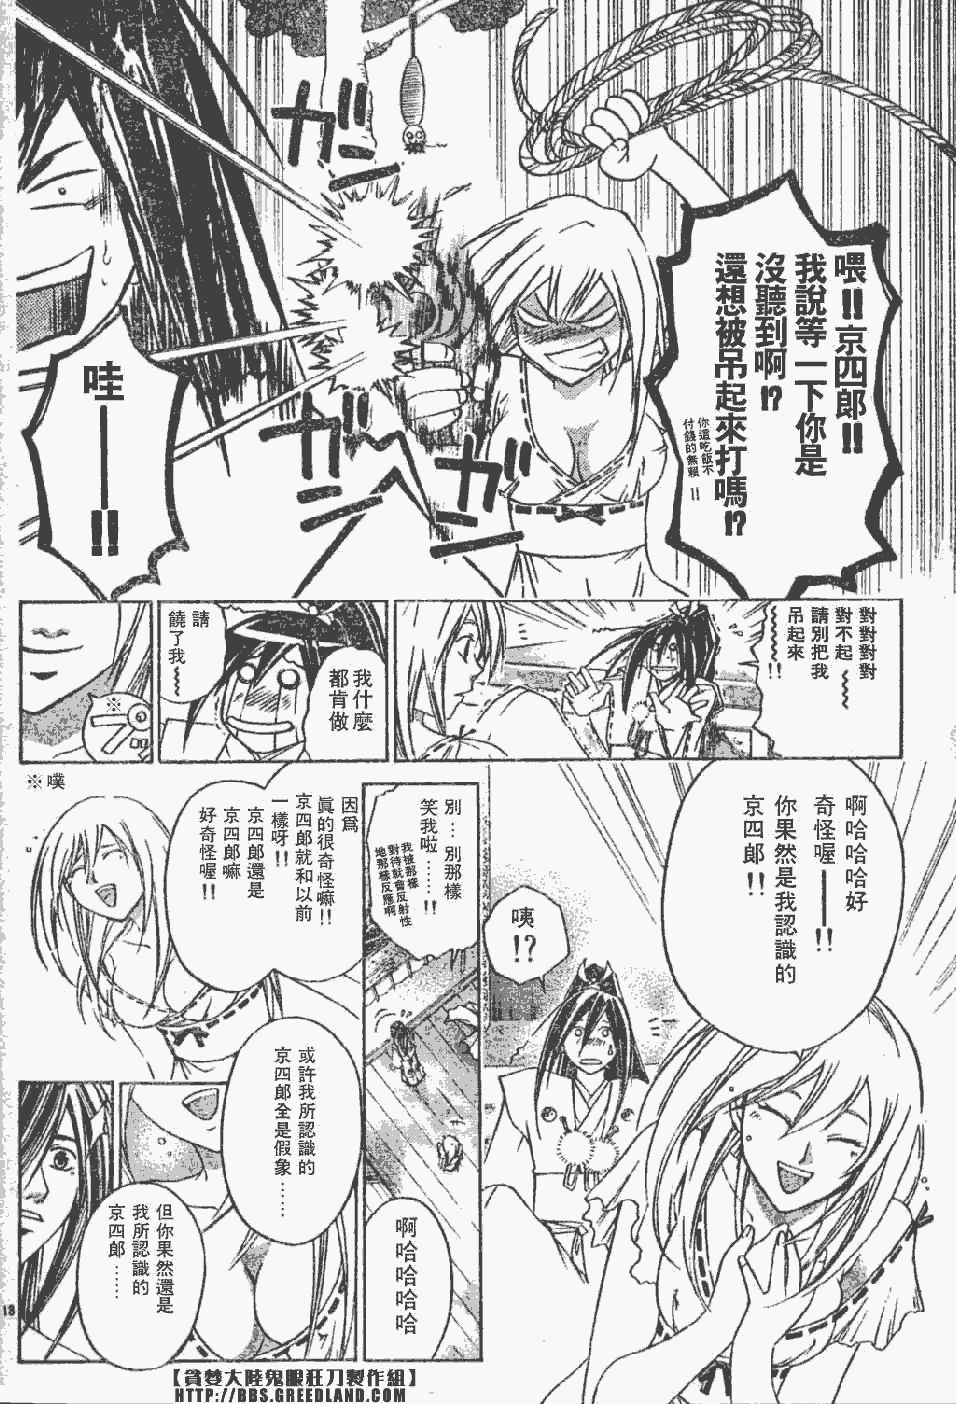 喂!!京四郎!!
我說等一下你是
沒聽到啊!?
還想被吊起來打嗎!?
你這吃飯不
付錢的無賴!!
ガーン
ガーン
ガーン
哇──!!
對對對對
對不起~~
請別把我
吊起來
~~~!!
我什麼
都肯做
請
饒了我~~
※
※噗
啊哈哈哈好
奇怪喔──!!
你果然是我認識的
京四郎!!
咦
!?
別…別那樣
笑我啦……!!
我被那樣
對待就會反射性
地那樣反應啊
因為
真的很奇怪嘛!!
京四郎就和以前
一樣呀!!
京四郎還是
京四郎嘛
好奇怪喔!!
啊哈哈哈哈
或許我所認識的
京四郎全是假象……
但你果然還是
我所認識的
京四郎……
13
【貪婪大陸鬼眼狂刀製作組】
HTTP://BBS.GREEDLAND.COM